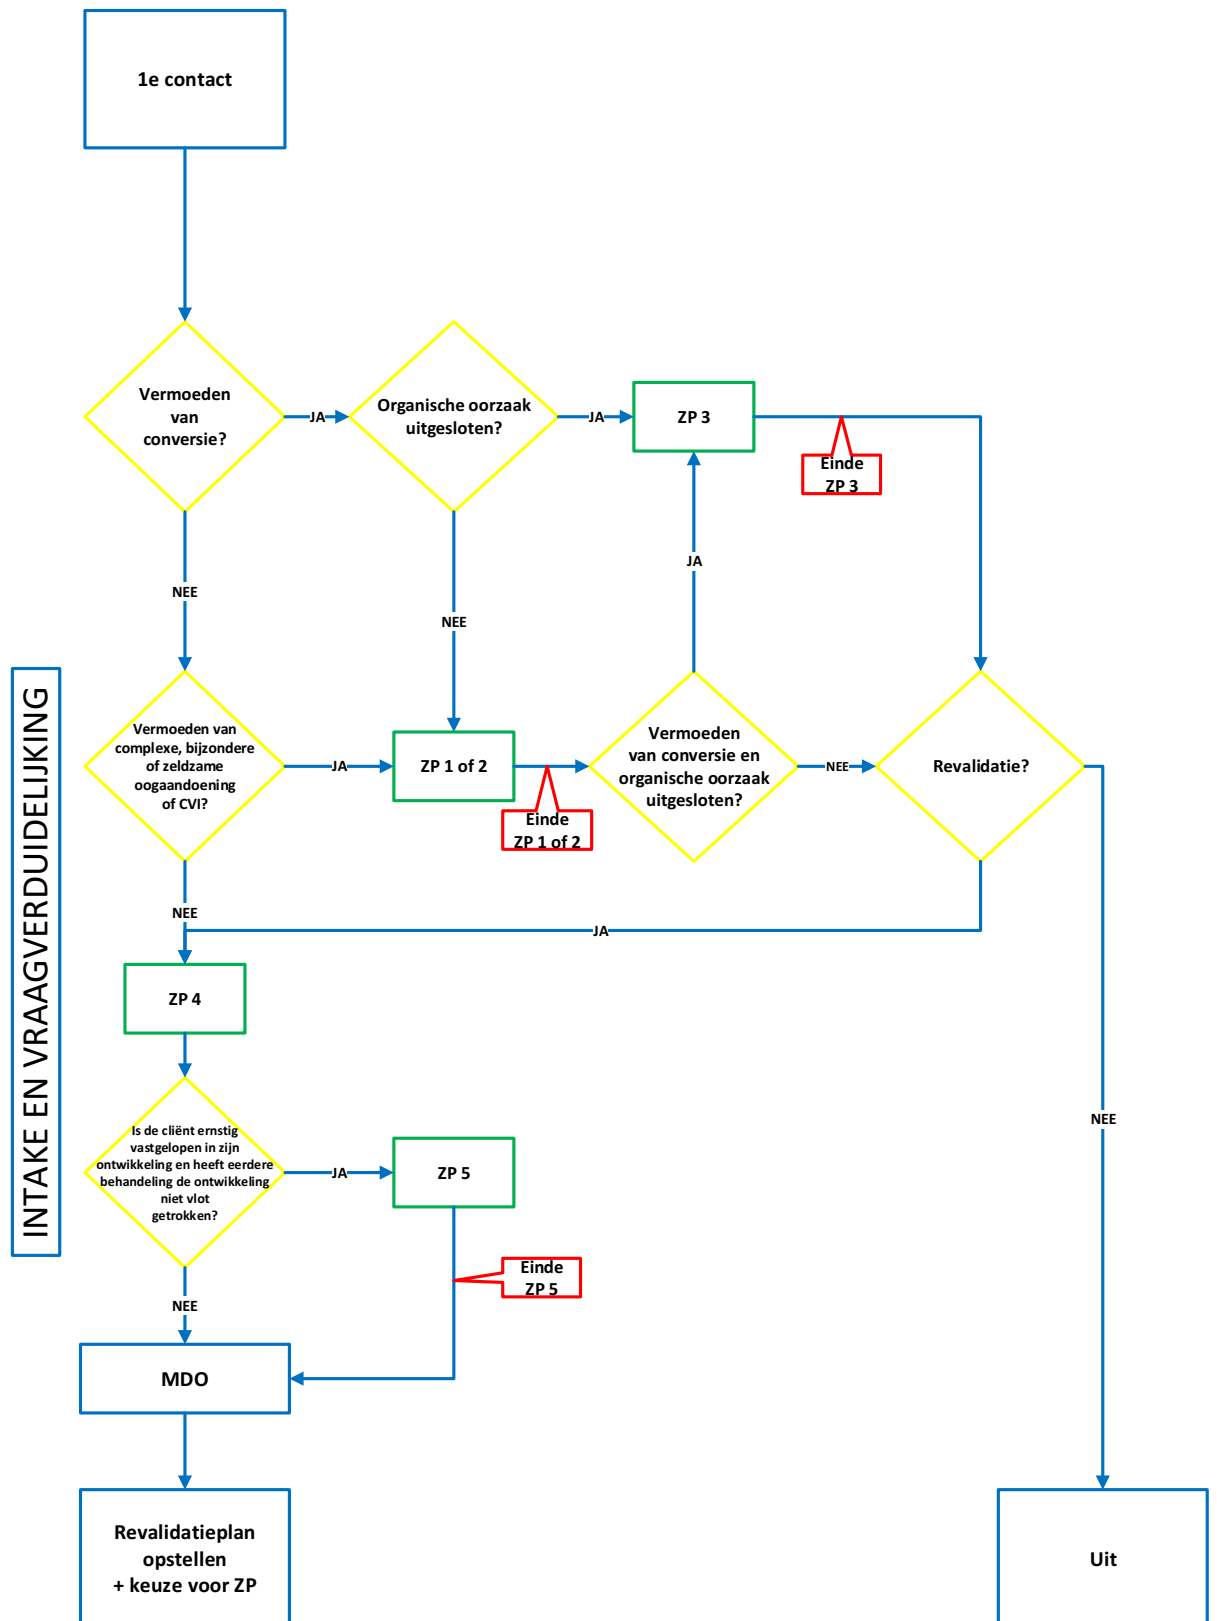 1e contact
Vermoeden
van
conversie?
JA
Organische oorzaak
uitgesloten?
JA
ZP 3
Einde
ZP 3
NEE
NEE
JA
INTAKE EN VRAAGVERDUIDELIJKING
Vermoeden van
complexe, bijzondere
of zeldzame
oogaandoening
of CVI?
JA
ZP 1 of 2
Einde
ZP 1 of 2
Vermoeden
van conversie en
organische oorzaak
uitgesloten?
NEE
Revalidatie?
NEE
JA
ZP 4
Is de cliënt ernstig
vastgelopen in zijn
ontwikkeling en heeft eerdere
behandeling de ontwikkeling
niet vlot
getrokken?
JA
ZP 5
NEE
Einde
ZP 5
NEE
MDO
Revalidatieplan
opstellen
+ keuze voor ZP
Uit